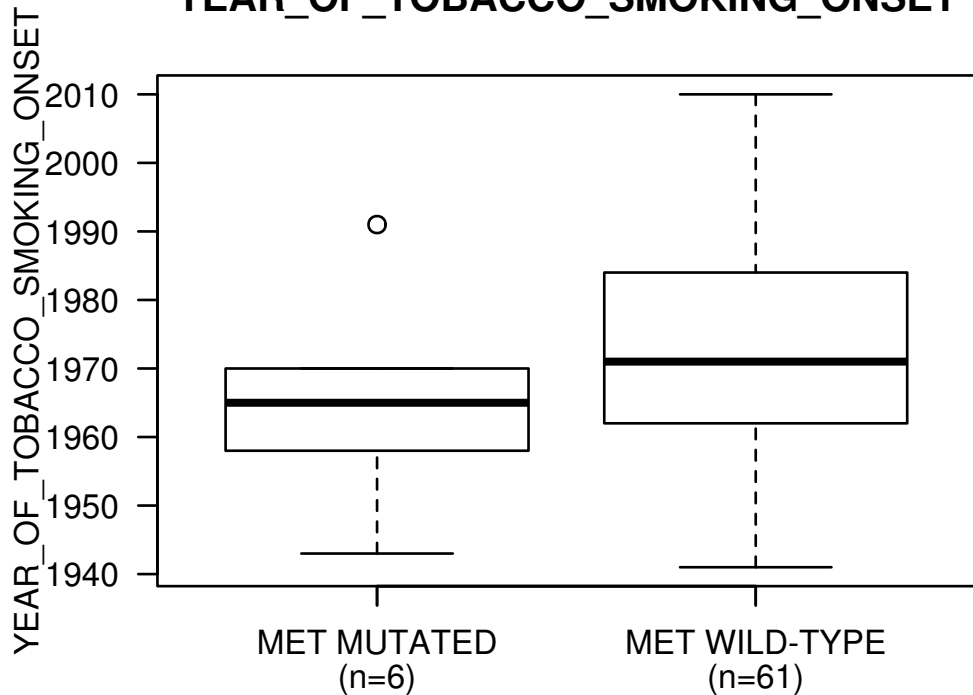 YEAR_OF_TOBACCO_SMOKING_ONSET
YEAR_OF_TOBACCO_SMOKING_ONSET
2010
2000
1990
1980
1970
1960
1950
1940
MET MUTATED
(n=6)
MET WILD-TYPE
(n=61)